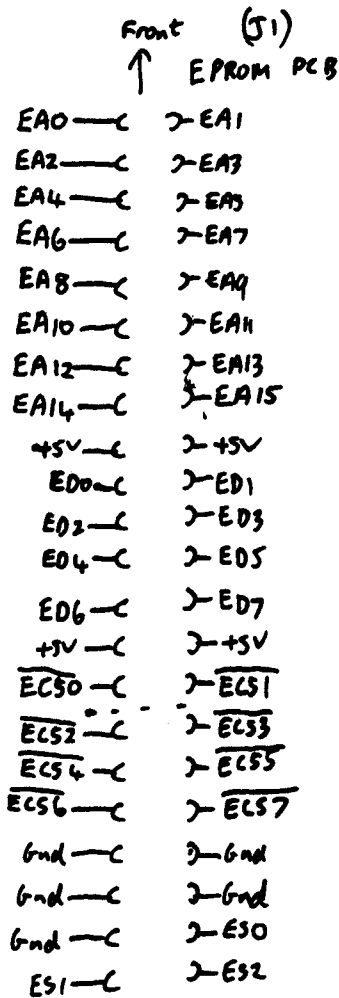 Front (J1)
EPROM PCB
EA0 EA1
EA2 EA3
EA4 EA5
EA6 EA7
EA8 EA9
EA10 EA11
EA12 EA13
EA14 EA15
+5V +5V
ED0 ED1
ED2 ED3
ED4 ED5
ED6 ED7
+5V +5V
ECS0 ECS1
ECS2 ECS3
ECS4 ECS5
ECS6 ECS7
Gnd Gnd
Gnd Gnd
Gnd ES0
ES1 ES2